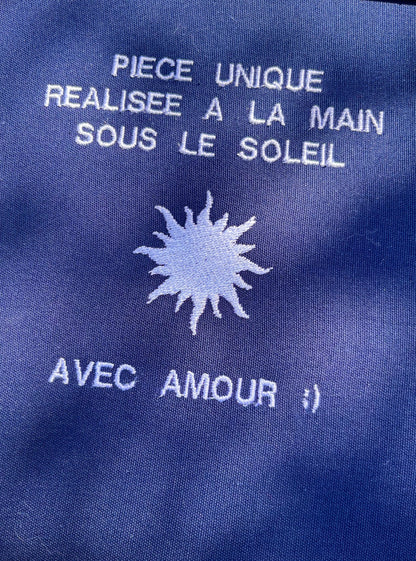 PIECE UNIQUE
REALISEE A LA MAIN
SOUS LE SOLEIL
AVEC AMOUR ;)